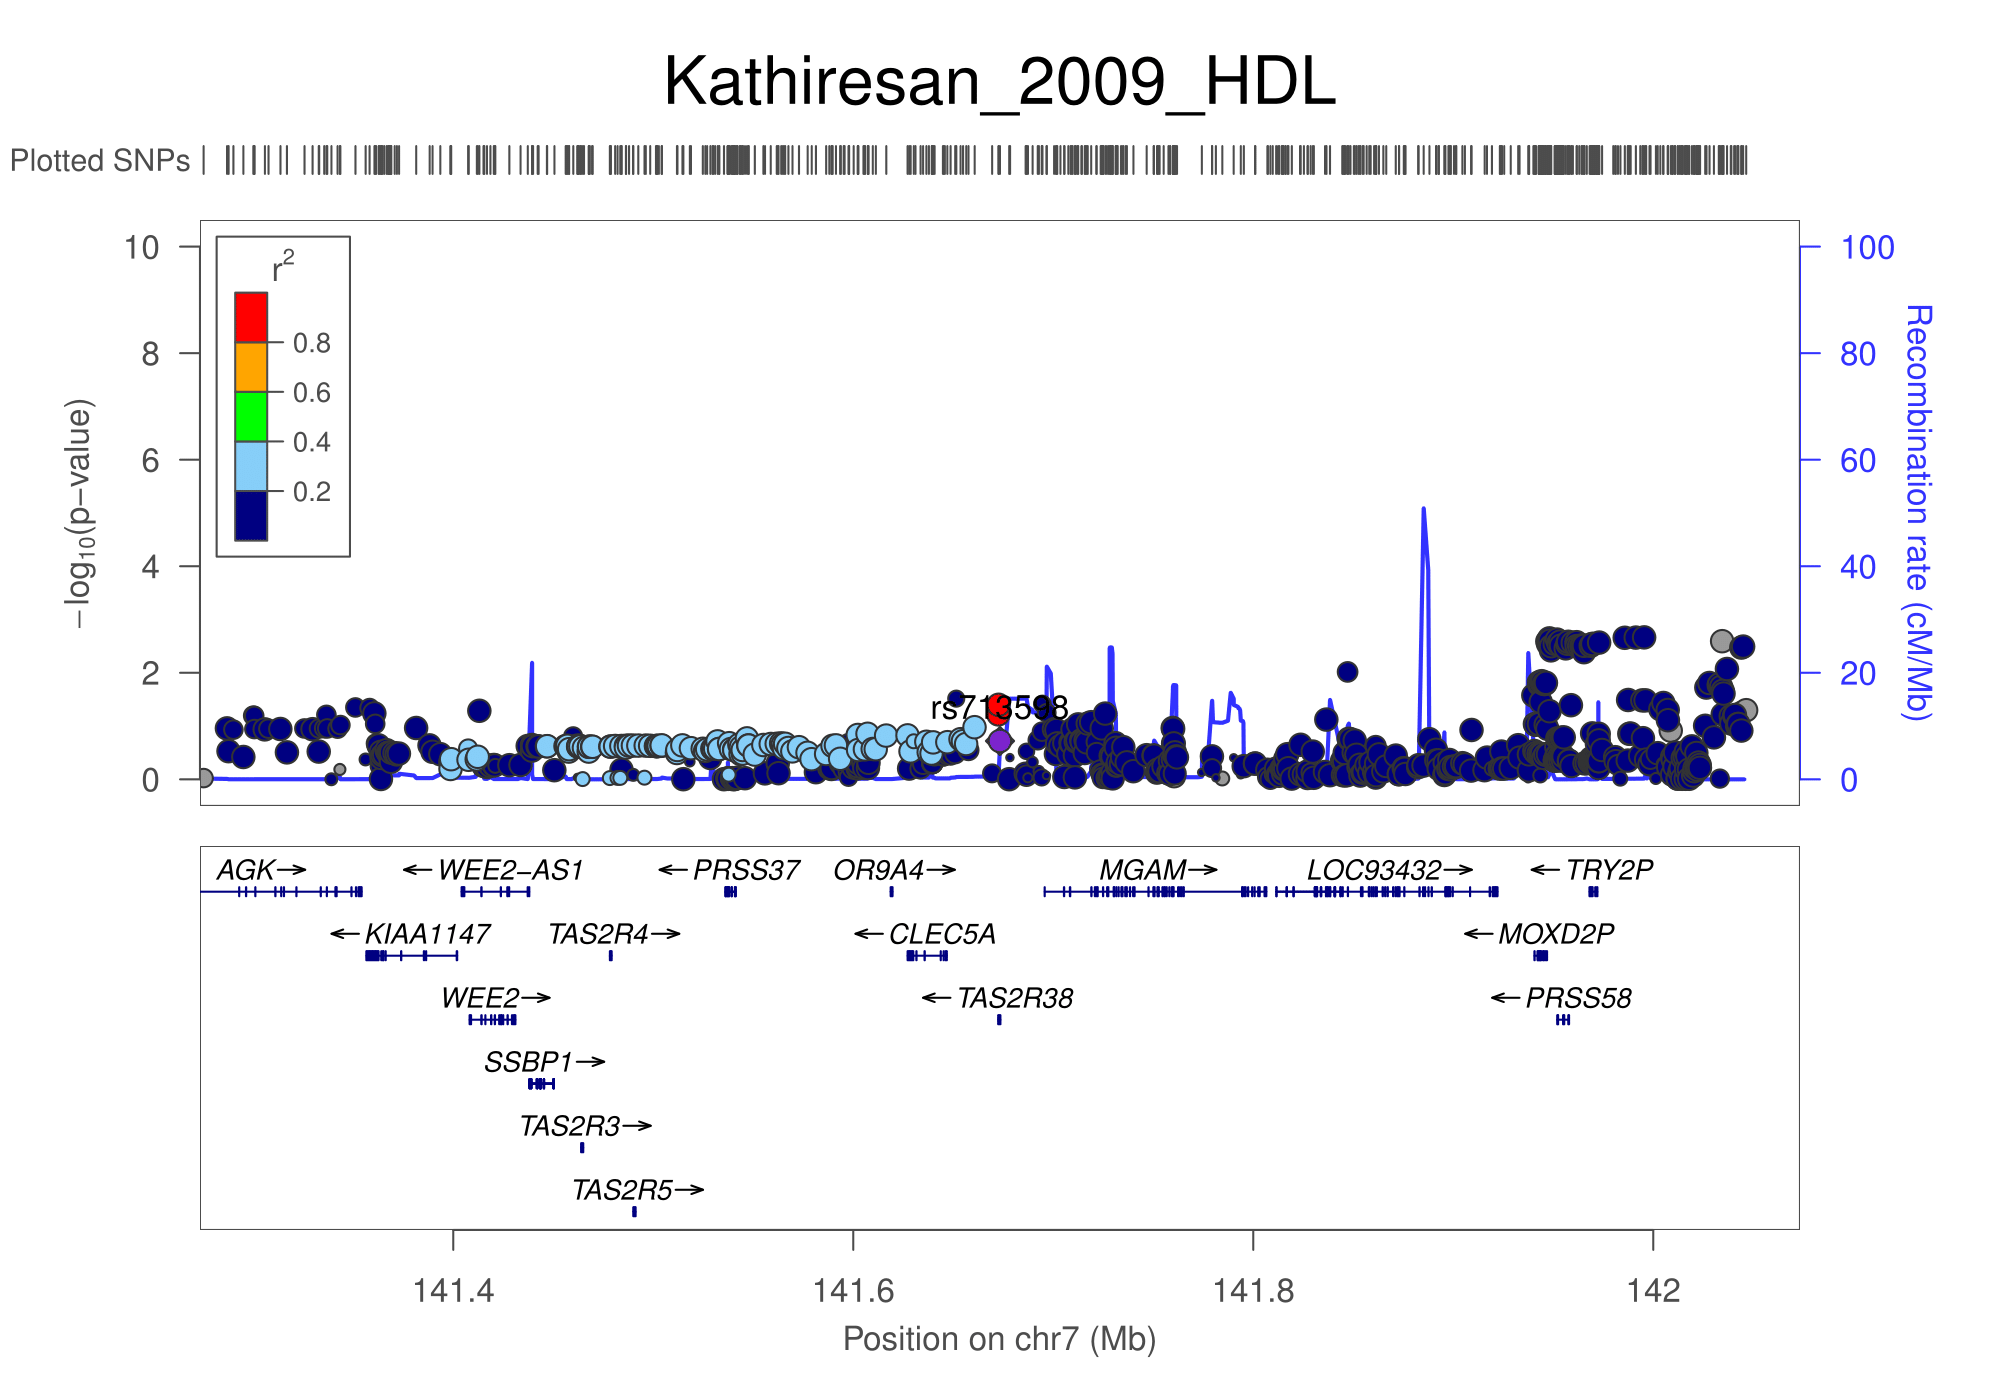 Kathiresan_2009_HDL
Plotted SNPs
10
8
6
4
2
0
−log10(p−value)
r2
0.8
0.6
0.4
0.2
100
80
60
40
20
0
Recombination rate (cM/Mb)
rs713598
AGK
WEE2−AS1
PRSS37
OR9A4
MGAM
LOC93432
TRY2P
KIAA1147
TAS2R4
CLEC5A
MOXD2P
WEE2
TAS2R38
PRSS58
SSBP1
TAS2R3
TAS2R5
141.4
141.6
141.8
142
Position on chr7 (Mb)